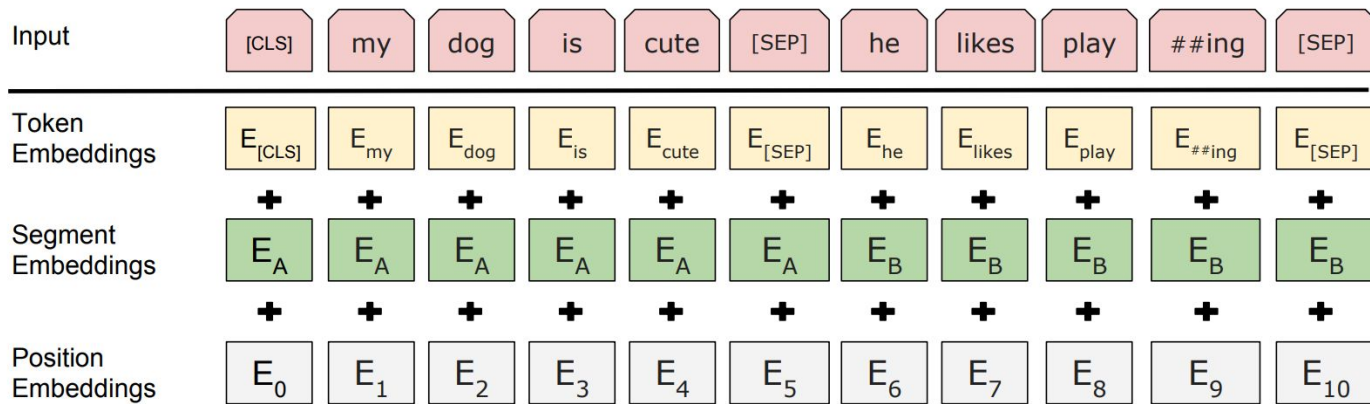 Input [CLS] my dog is cute [SEP] he likes play ##ing [SEP]
Token
Embeddings E[CLS] Emy Edog Eis Ecute E[SEP] Ehe Elikes Eplay E##ing E[SEP]
+ + + + + + + + + + +
Segment
Embeddings EA EA EA EA EA EA EB EB EB EB EB
+ + + + + + + + + + +
Position
Embeddings E0 E1 E2 E3 E4 E5 E6 E7 E8 E9 E10